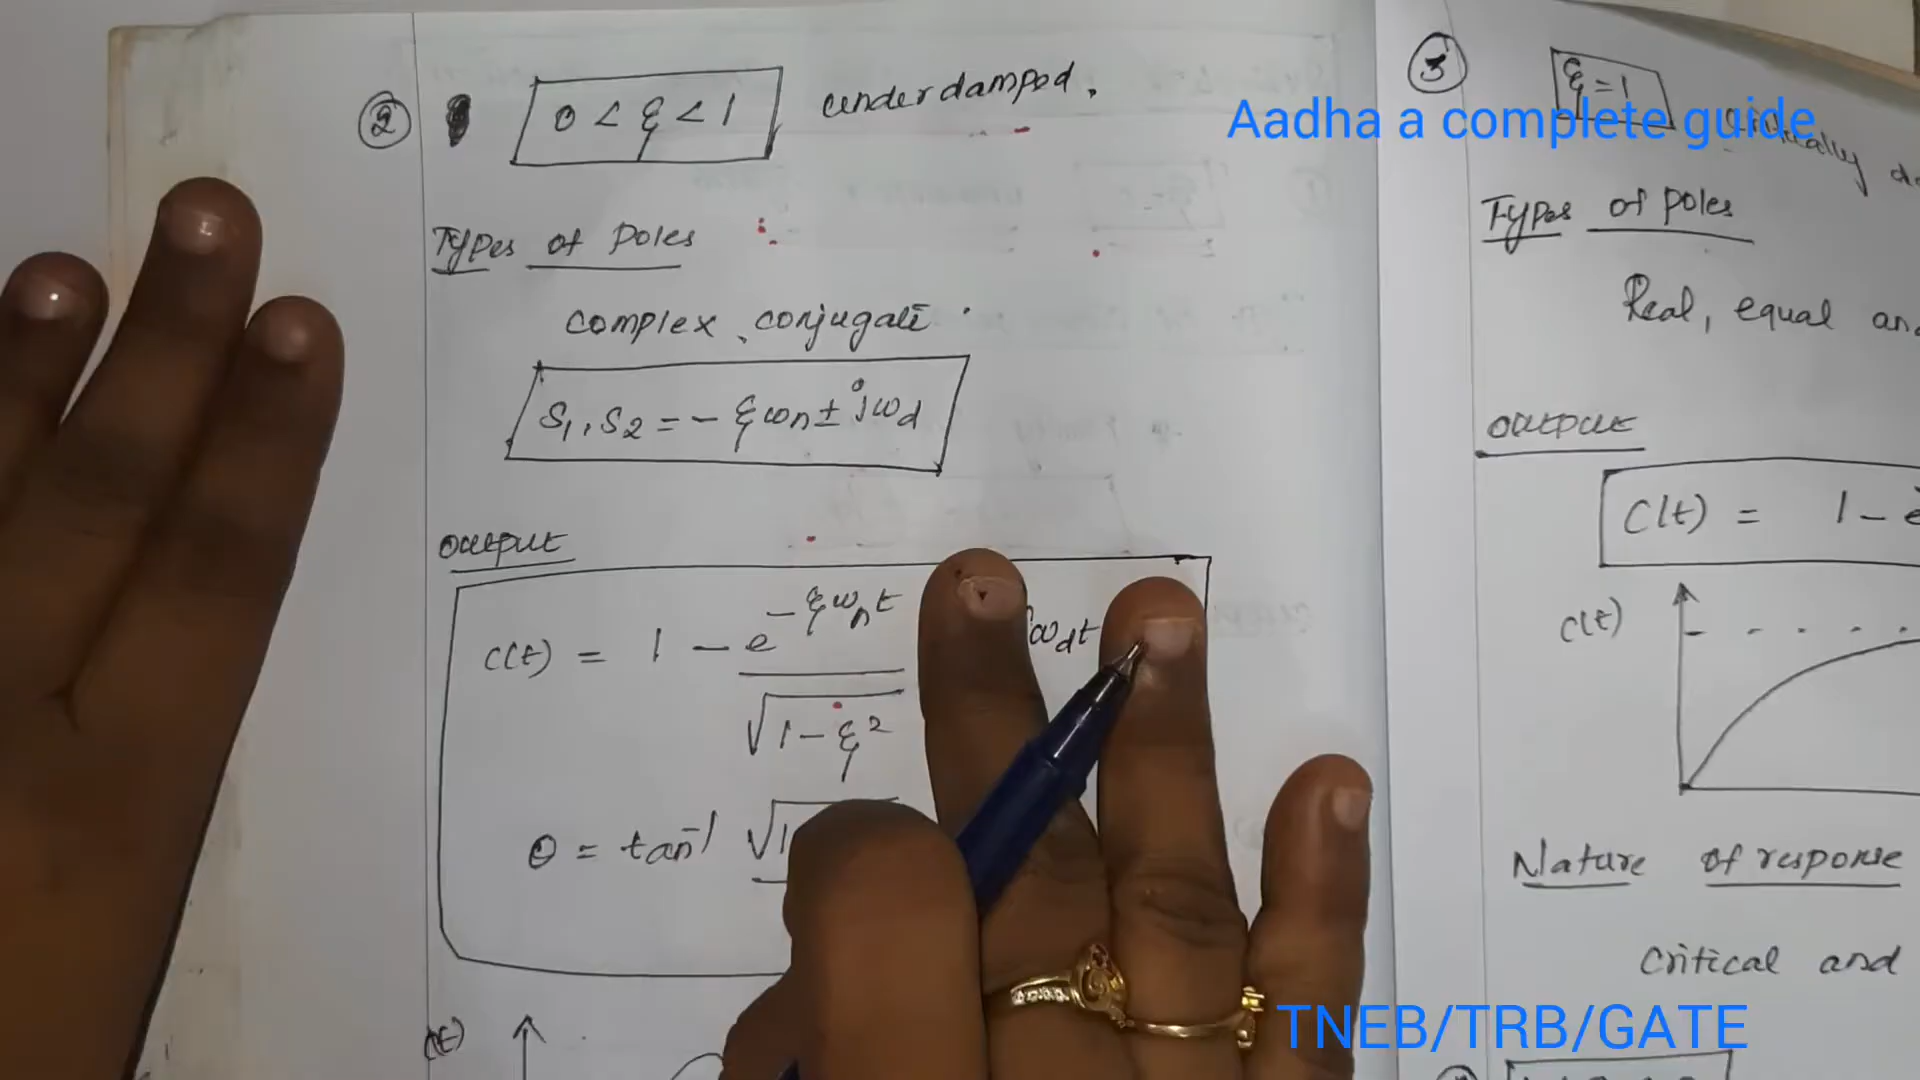 ② 0 < ξ < 1 underdamped.
Types of Poles
complex conjugate
S1, S2 = - ξωn ± jωd
output
C(t) = 1 - e^-ξωnt ωdt
√1-ξ²
θ = tan⁻¹ √1
C(t)
③ ξ = 1
Types of Poles
Real, equal
output
C(t) = 1 - e
C(t)
Nature of response
Critical and
Aadha a complete guide
TNEB/TRB/GATE